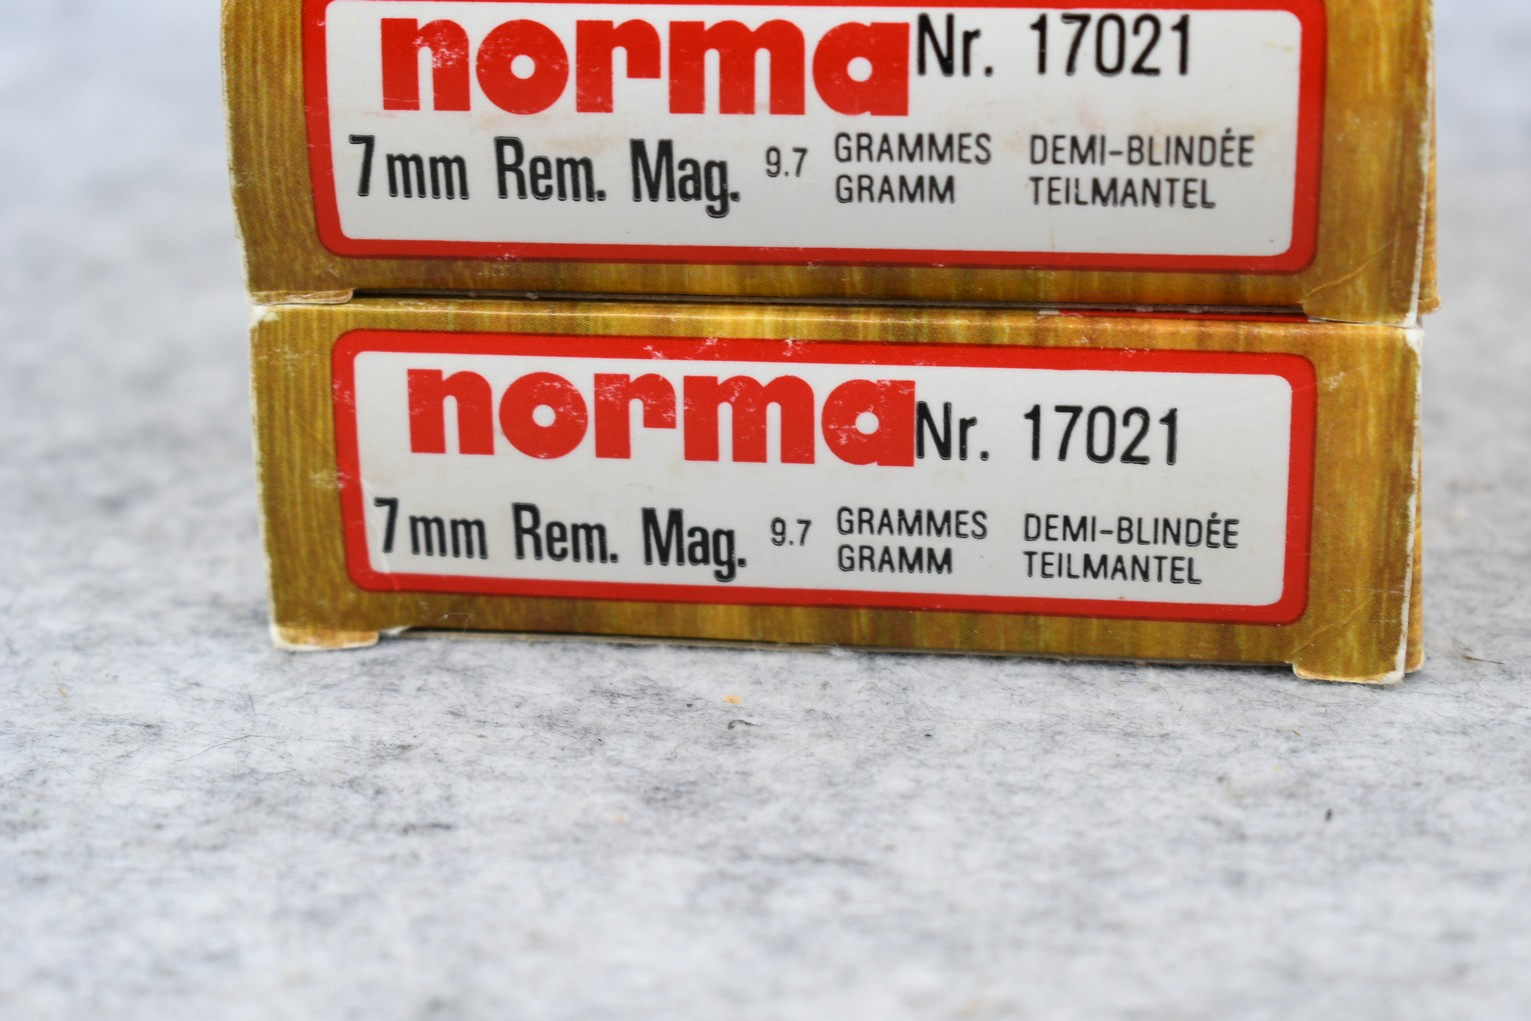 norma Nr. 17021
7mm Rem. Mag. 9.7 GRAMMES DEMI-BLINDÉE
GRAMM TEILMANTEL
norma Nr. 17021
7mm Rem. Mag. 9.7 GRAMMES DEMI-BLINDÉE
GRAMM TEILMANTEL